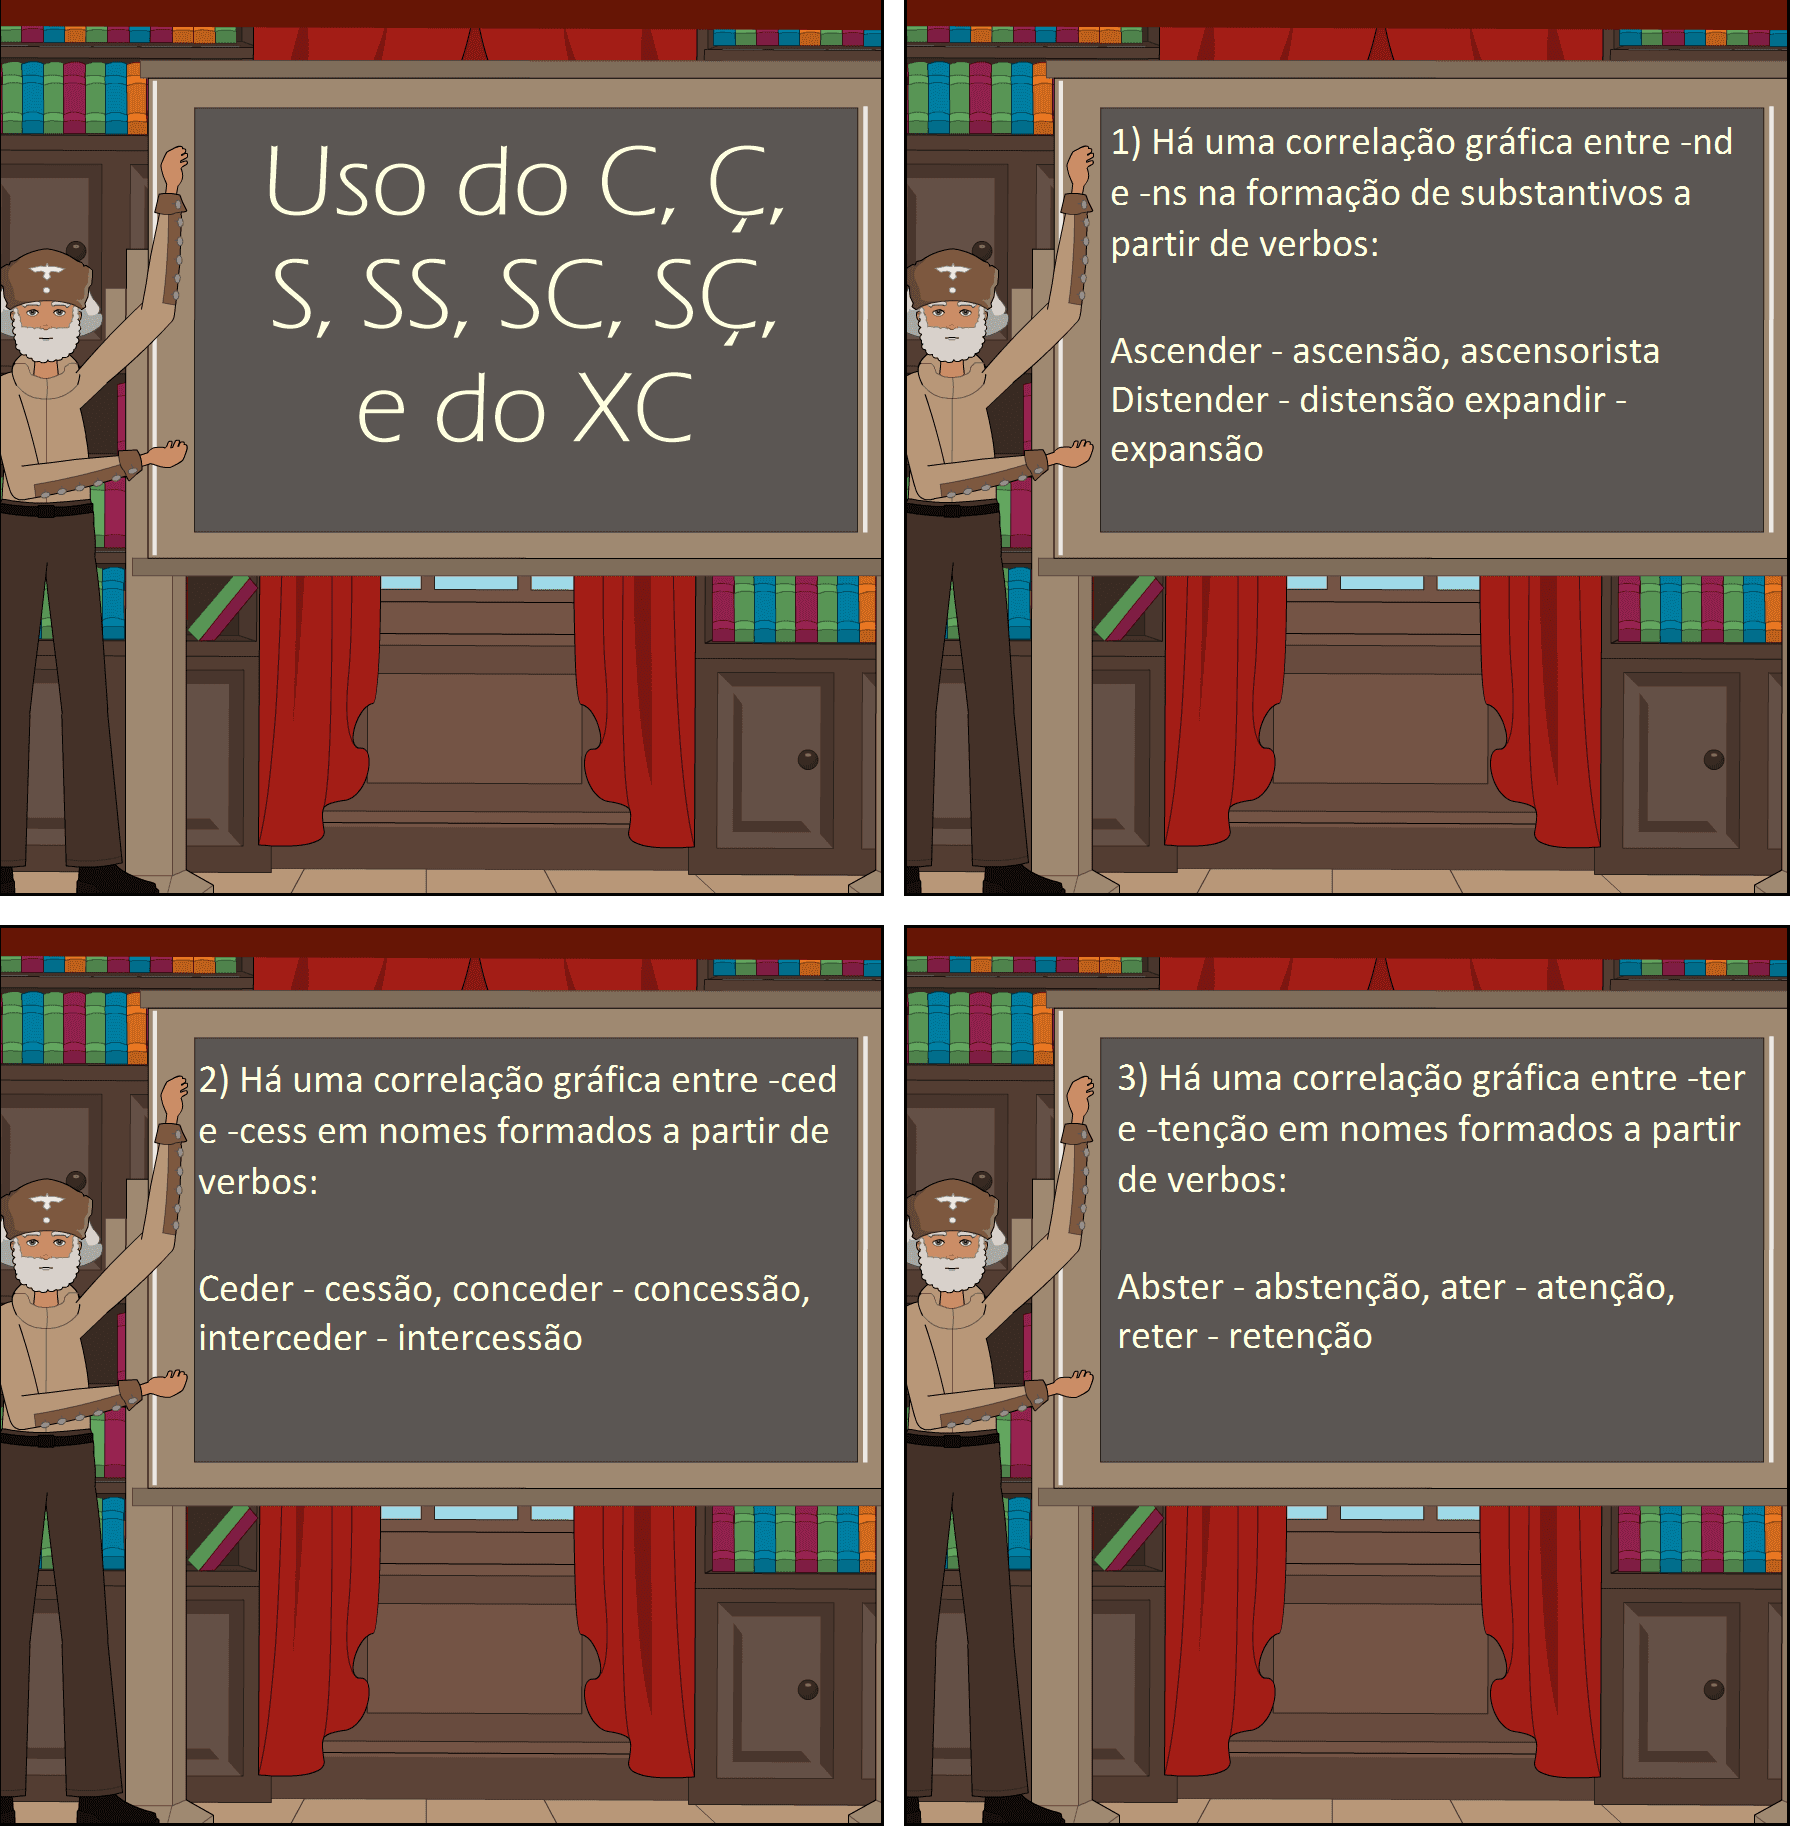 Uso do C, Ç,
S, SS, SC, SÇ,
e do XC
1) Há uma correlação gráfica entre -nd
e -ns na formação de substantivos a
partir de verbos:
Ascender - ascensão, ascensorista
Distender - distensão expandir -
expansão
2) Há uma correlação gráfica entre -ced
e -cess em nomes formados a partir de
verbos:
Ceder - cessão, conceder - concessão,
interceder - intercessão
3) Há uma correlação gráfica entre -ter
e -tenção em nomes formados a partir
de verbos:
Abster - abstenção, ater - atenção,
reter - retenção